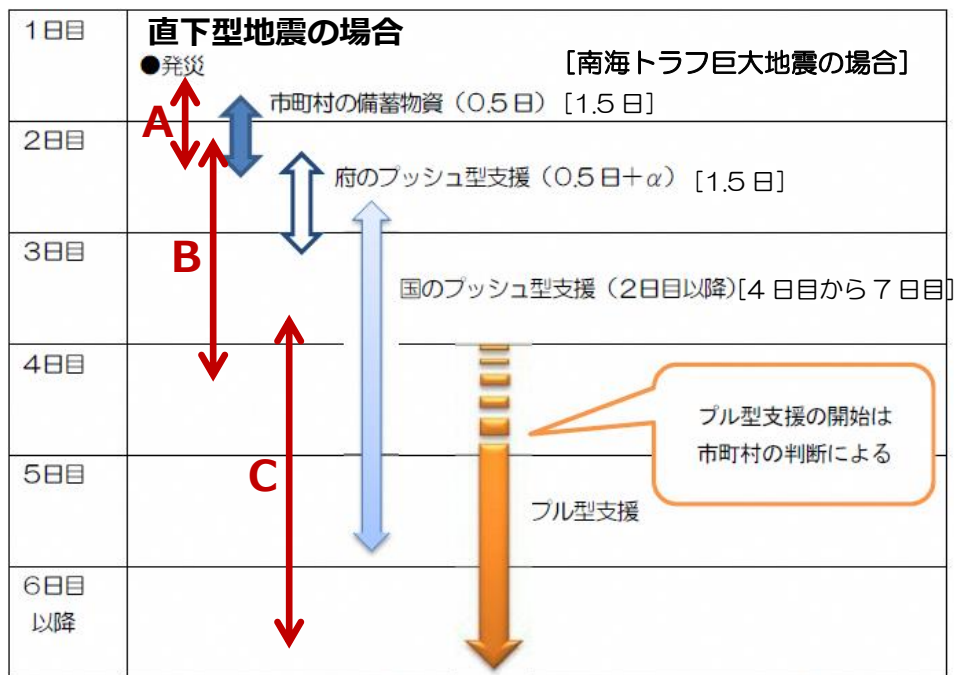 1日目
直下型地震の場合
●発災
[南海トラフ巨大地震の場合]
A
市町村の備蓄物資（0.5日）[1.5日]
2日目
府のプッシュ型支援（0.5日＋α）[1.5日]
3日目
B
国のプッシュ型支援（2日目以降）[4日目から7日目]
4日目
プル型支援の開始は
市町村の判断による
5日目
C
プル型支援
6日目
以降